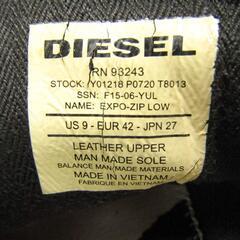 DIESEL
RN 93243
STOCK: Y01218 P0720 T8013
SSN: F15-06-YUL
NAME: EXPO-ZIP LOW
US 9 - EUR 42 - JPN 27
LEATHER UPPER
MAN MADE SOLE
BALANCE MAN/MADE MATERIALS
MADE IN VIETNAM
FABRIQUE EN VIETNAM